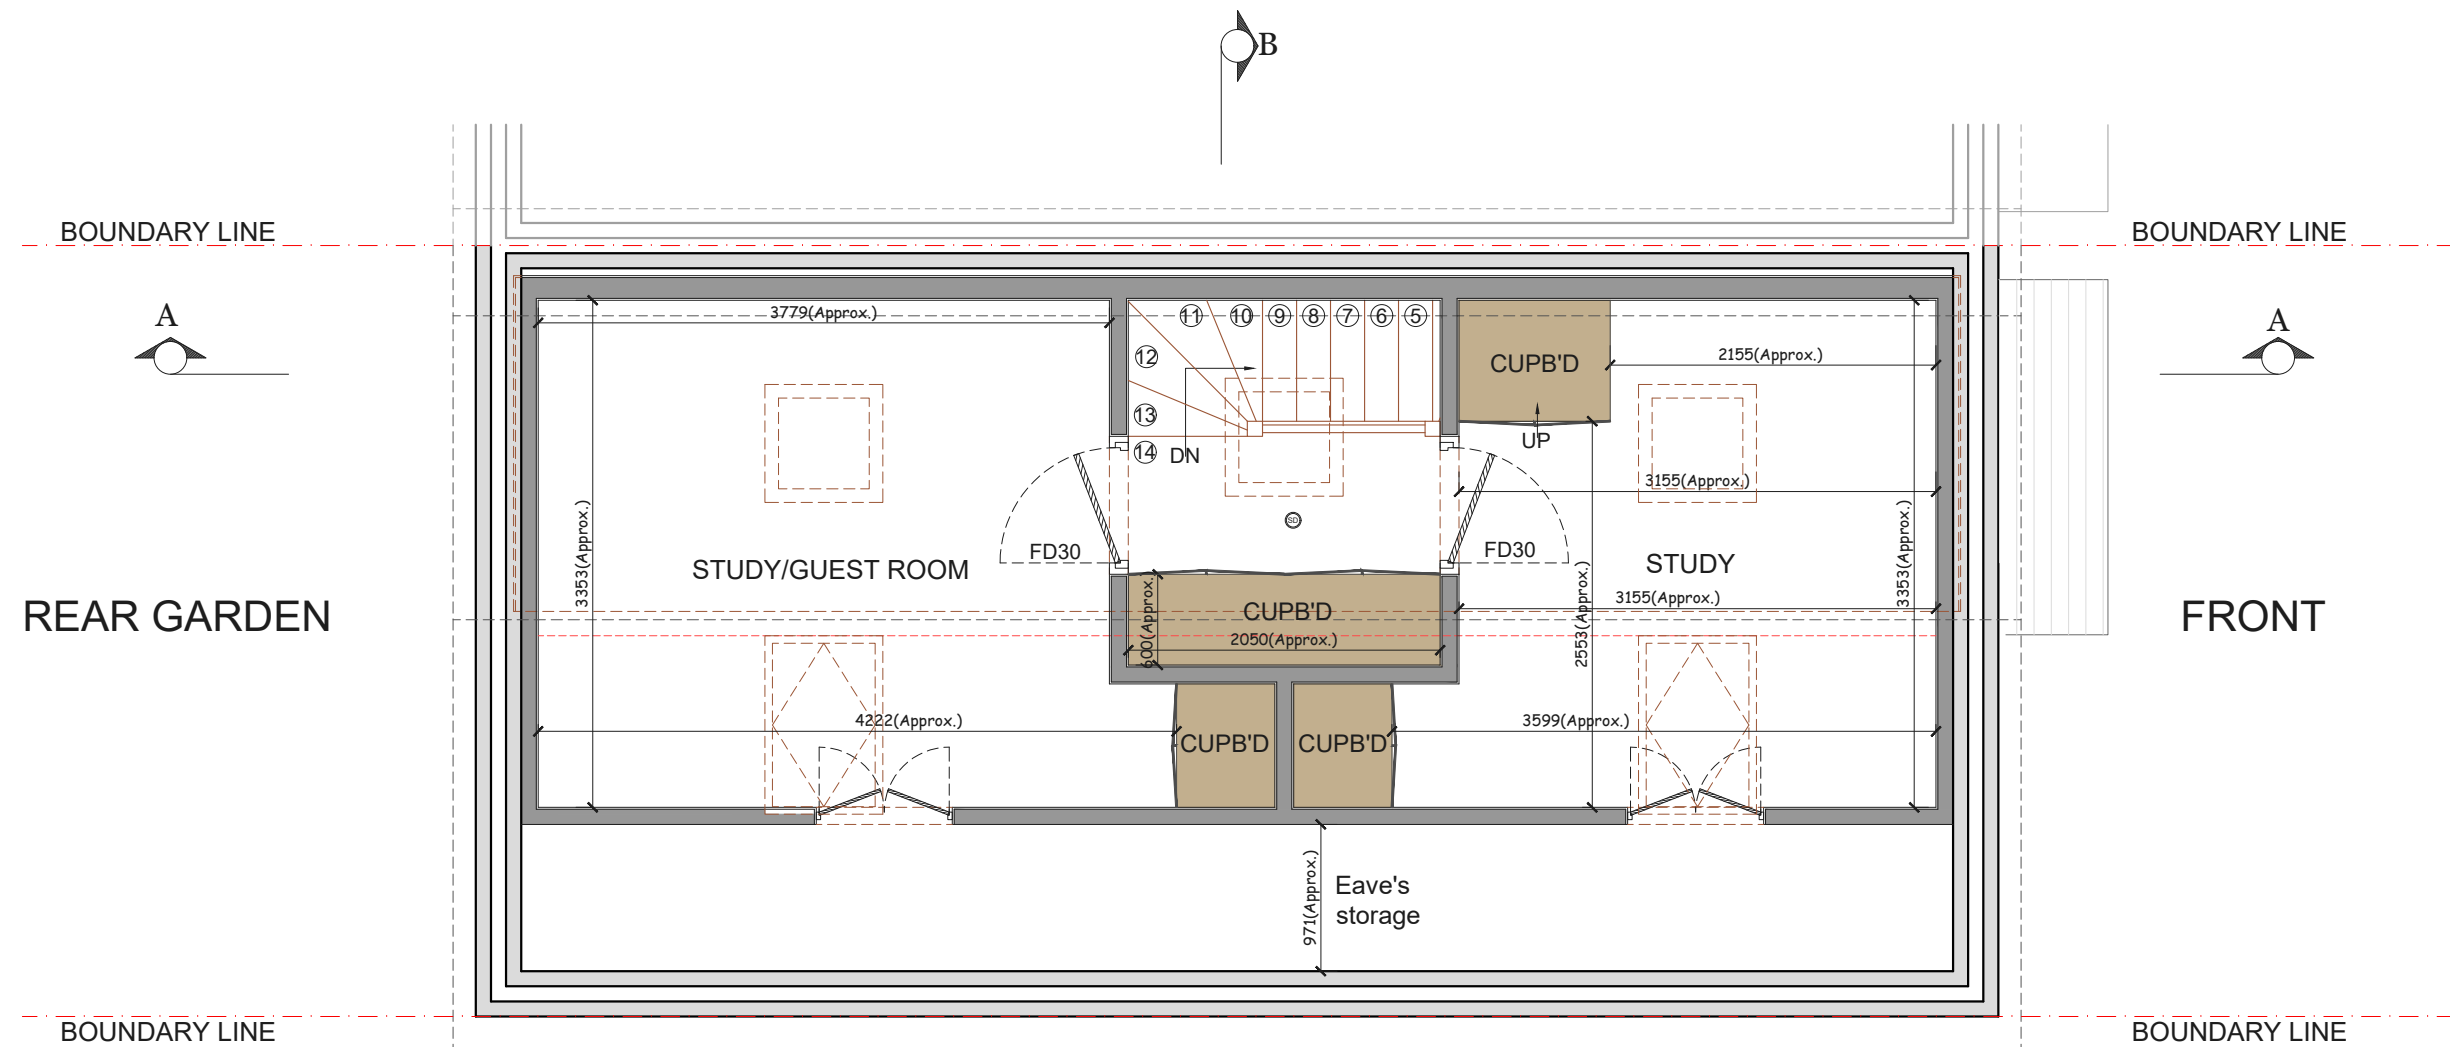 B
BOUNDARY LINE
BOUNDARY LINE
A
A
3779(Approx.)
11
10
9
8
7
6
5
12
13
14
DN
CUPB'D
2155(Approx.)
UP
3155(Approx.)
SD
FD30
FD30
STUDY/GUEST ROOM
STUDY
3353(Approx.)
3353(Approx.)
2553(Approx.)
REAR GARDEN
FRONT
600(Approx.)
CUPB'D
2050(Approx.)
3155(Approx.)
4222(Approx.)
3599(Approx.)
CUPB'D
CUPB'D
971(Approx.)
Eave's
storage
BOUNDARY LINE
BOUNDARY LINE